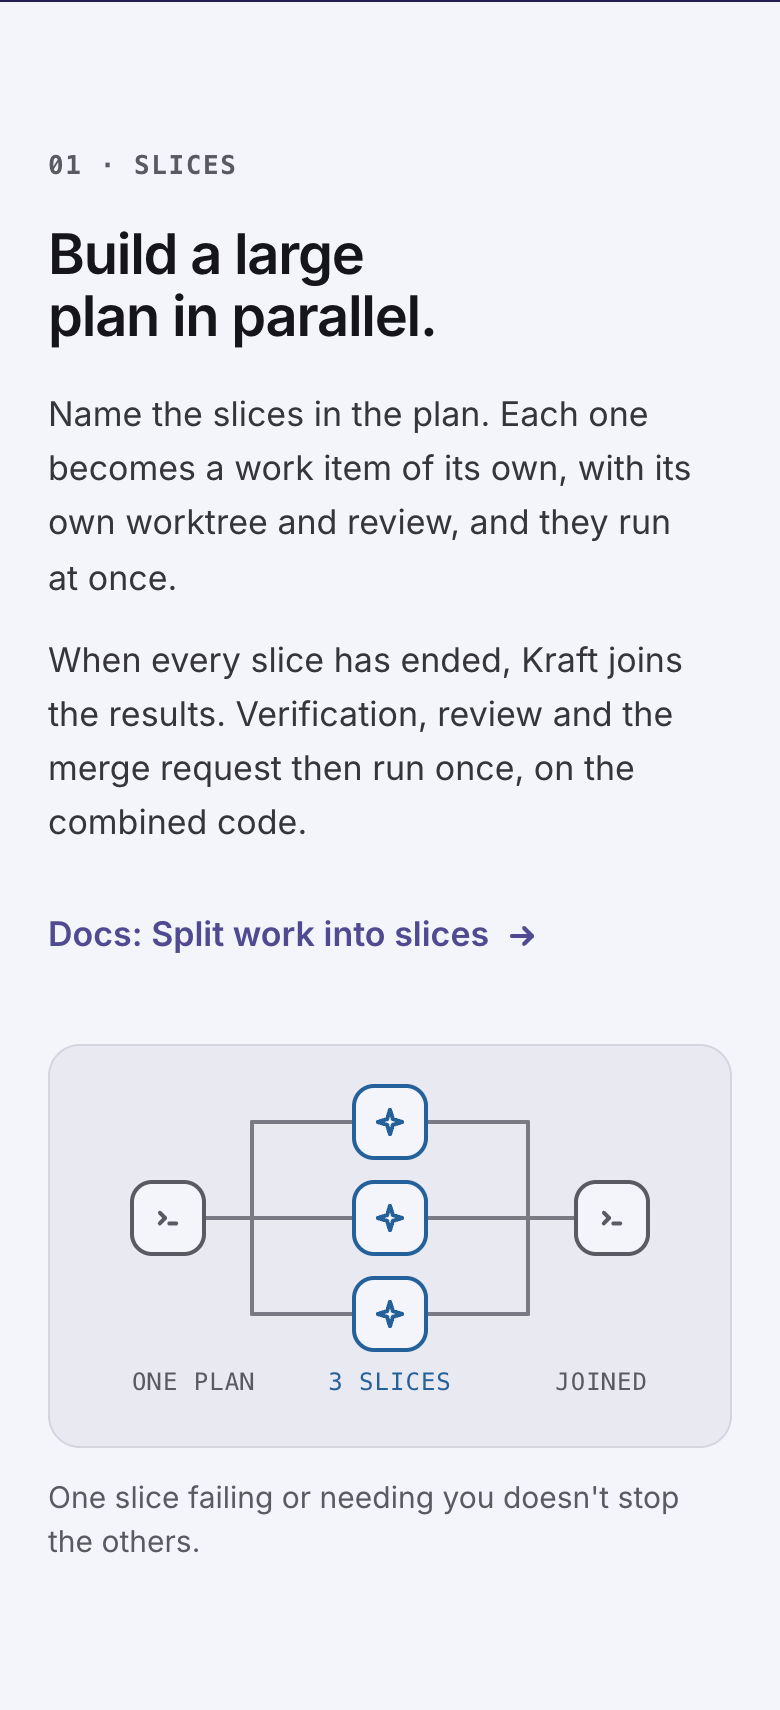 01 · SLICES
Build a large
plan in parallel.
Name the slices in the plan. Each one
becomes a work item of its own, with its
own worktree and review, and they run
at once.
When every slice has ended, Kraft joins
the results. Verification, review and the
merge request then run once, on the
combined code.
Docs: Split work into slices →
ONE PLAN 3 SLICES JOINED
One slice failing or needing you doesn't stop
the others.